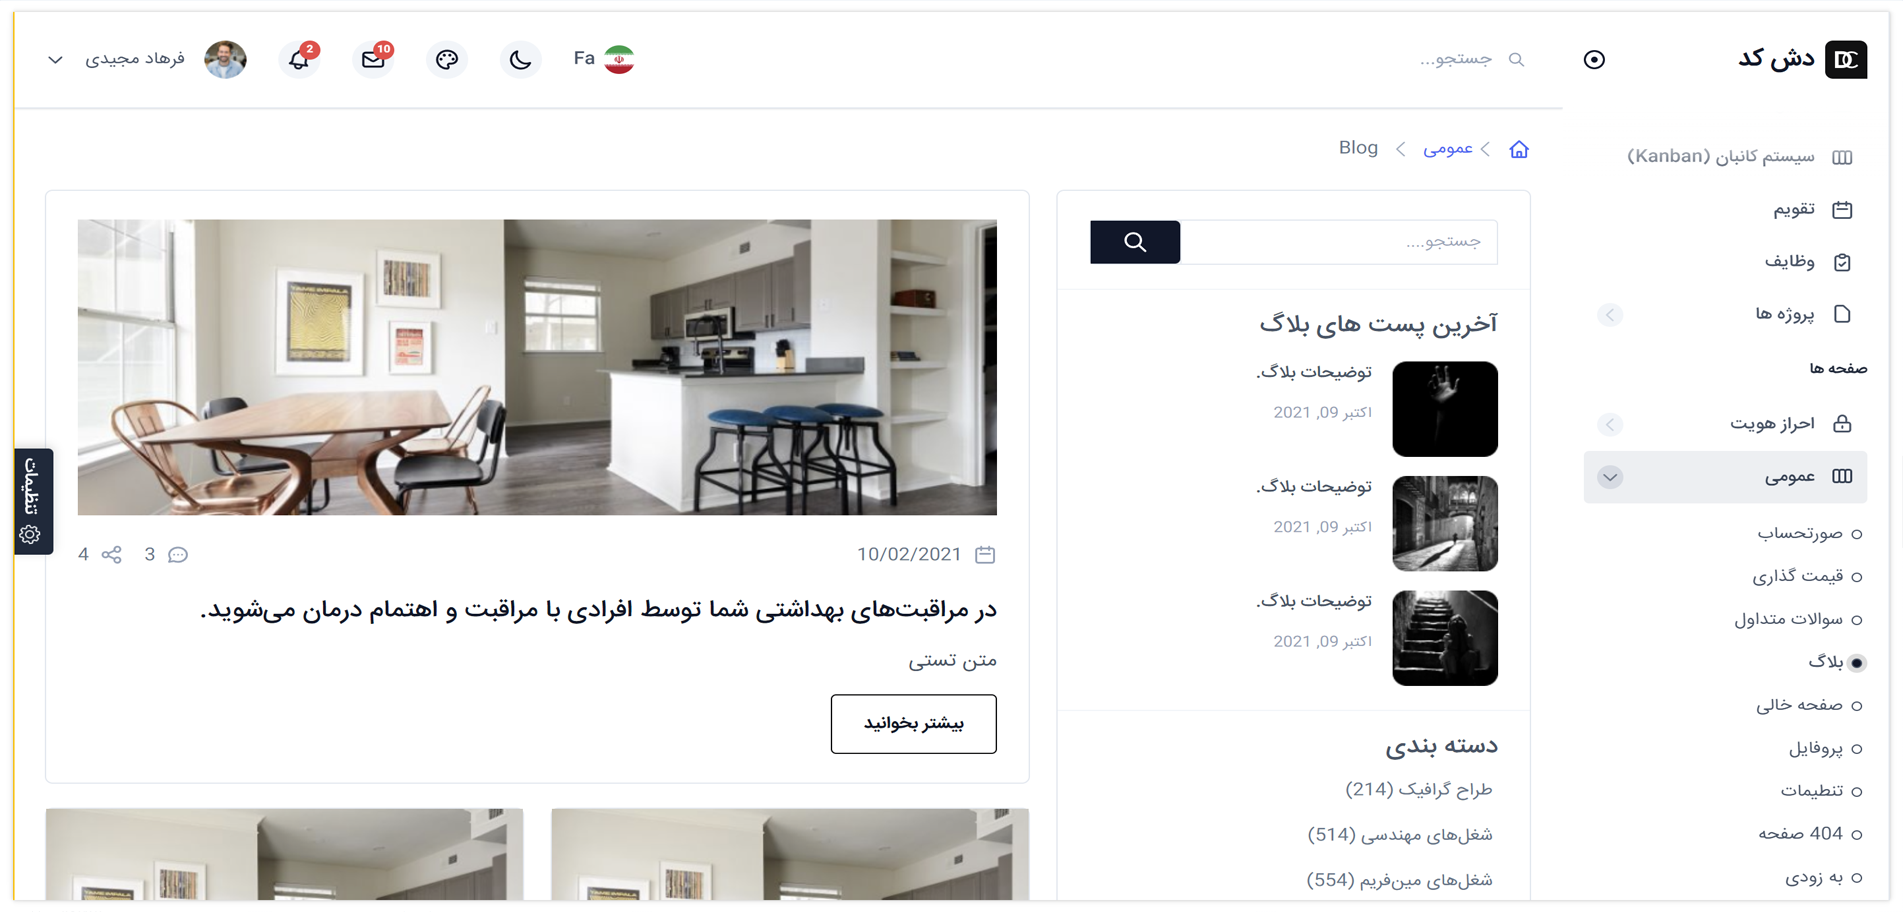 دش کد
جستجو...
Fa
10
2
فرهاد مجیدی
سیستم کانبان (Kanban)
تقویم
وظایف
پروژه ها
صفحه ها
احراز هویت
عمومی
صورتحساب
قیمت گذاری
سوالات متداول
بلاگ
صفحه خالی
پروفایل
تنظیمات
404 صفحه
به زودی
عمومی
Blog
جستجو....
آخرین پست های بلاگ
توضیحات بلاگ.
اکتبر 09, 2021
توضیحات بلاگ.
اکتبر 09, 2021
توضیحات بلاگ.
اکتبر 09, 2021
دسته بندی
طراح گرافیک (214)
شغل‌های مهندسی (514)
شغل‌های مین‌فریم (554)
TAME IMPALA
10/02/2021
3
4
در مراقبت‌های بهداشتی شما توسط افرادی با مراقبت و اهتمام درمان می‌شوید.
متن تستی
بیشتر بخوانید
تنظیمات